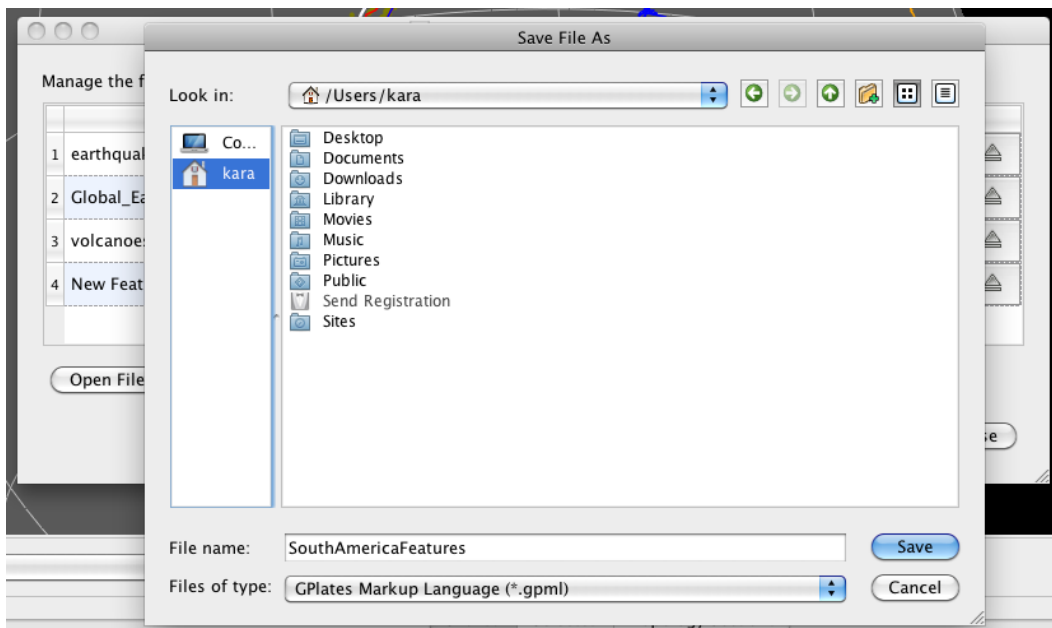 Save File As
Manage the f
Look in:
/Users/kara
Co...
kara
Desktop
Documents
Downloads
Library
Movies
Music
Pictures
Public
Send Registration
Sites
1 earthqual
2 Global_Ea
3 volcanoes
4 New Feat
Open File
se
File name:
SouthAmericaFeatures
Save
Files of type:
GPlates Markup Language (*.gpml)
Cancel